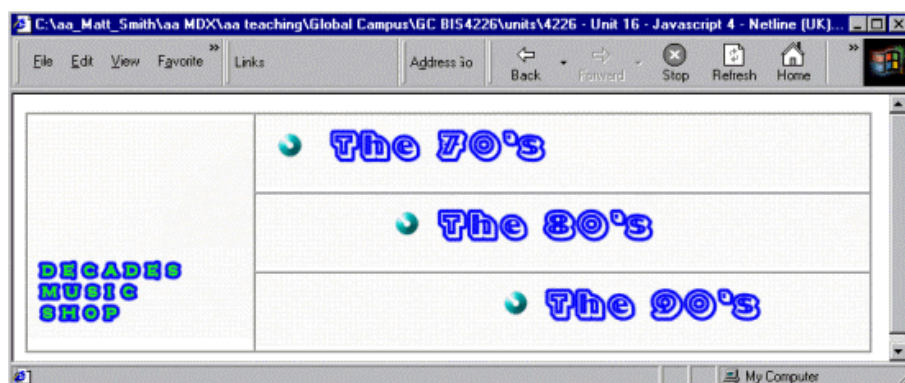 C:\aa_Matt_Smith\aa MDX\aa teaching\Global Campus\GC BIS4226\units\4226 - Unit 16 - Javascript 4 - Netline (UK)...
File Edit View Favorite » Links Address Go Back Forward Stop Refresh Home »
The 70's
The 80's
DECADES
MUSIC
SHOP
The 90's
My Computer